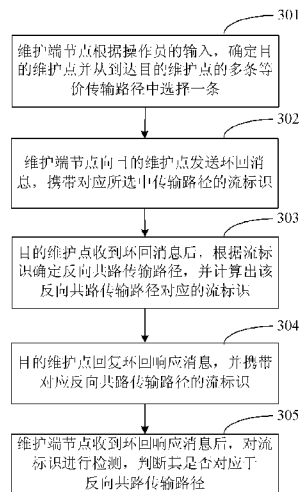 301
维护端节点根据操作员的输入，确定目
的维护点并从到达目的维护点的多条等
价传输路径中选择一条
302
维护端节点向目的维护点发送环回消
息，携带对应所选中传输路径的流标识
303
目的维护点收到环回消息后，根据流标
识确定反向共路传输路径，并计算出该
反向共路传输路径对应的流标识
304
目的维护点回复环回响应消息，并携带
对应反向共路传输路径的流标识
305
维护端节点收到环回响应消息后，对流
标识进行检测，判断其是否对应于
反向共路传输路径